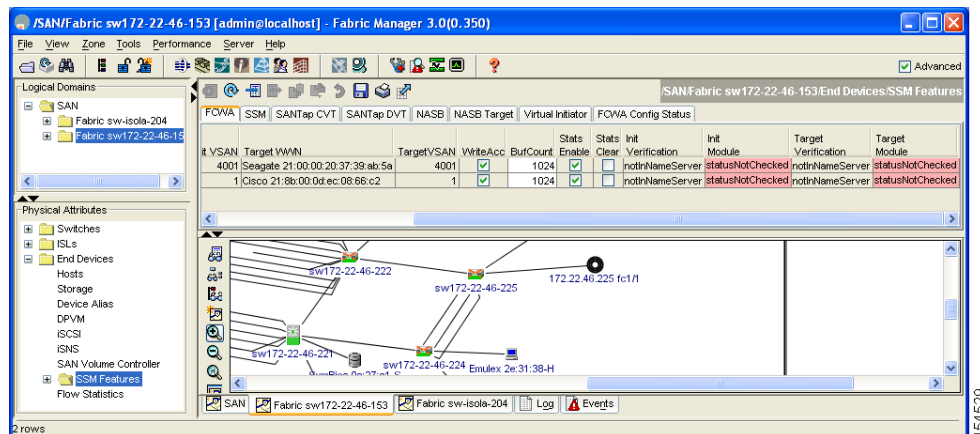 /SAN/Fabric sw172-22-46-153 [admin@localhost] - Fabric Manager 3.0(0.350)
File View Zone Tools Performance Server Help
Advanced
Logical Domains
SAN
Fabric sw-isola-204
Fabric sw172-22-46-15
/SAN/Fabric sw172-22-46-153/End Devices/SSM Features
FCWA SSM SANTap CVT SANTap DVT NASB NASB Target Virtual Initiator FCWA Config Status
it VSAN Target WWN TargetVSAN WriteAcc BufCount Stats Enable Stats Clear Init Verification Init Module Target Verification Target Module
4001 Seagate 21:00:00:20:37:39:ab:5a 4001 1024 notInNameServer statusNotChecked notInNameServer statusNotChecked
1 Cisco 21:8b:00:0d:ec:08:66:c2 1 1024 notInNameServer statusNotChecked notInNameServer statusNotChecked
Physical Attributes
Switches
ISLs
End Devices
Hosts
Storage
Device Alias
DPVM
iSCSI
iSNS
SAN Volume Controller
SSM Features
Flow Statistics
sw172-22-46-222
sw172-22-46-225
172.22.46.225 fc1/1
sw172-22-46-221
sw172-22-46-224
Emulex 2e:31:38-H
SAN Fabric sw172-22-46-153 Fabric sw-isola-204 Log Events
2 rows
154529